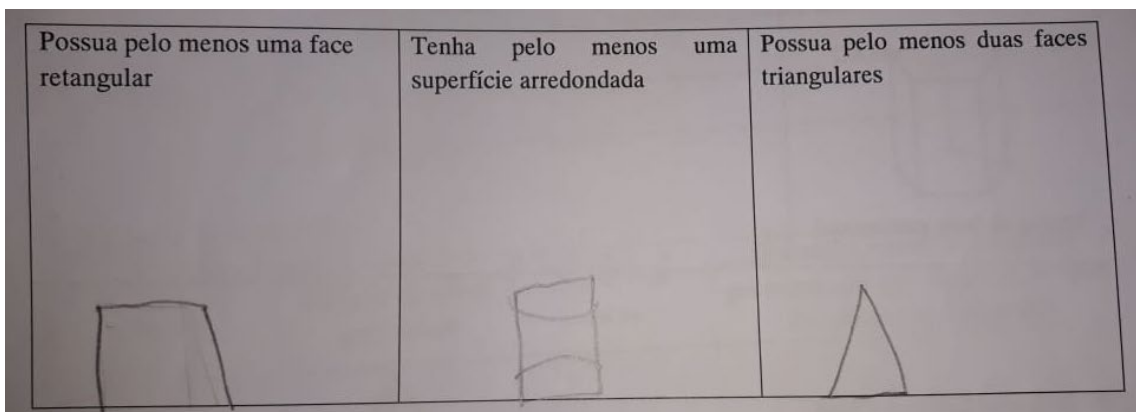 Possua pelo menos uma face
retangular
Tenha pelo menos uma
superfície arredondada
Possua pelo menos duas faces
triangulares